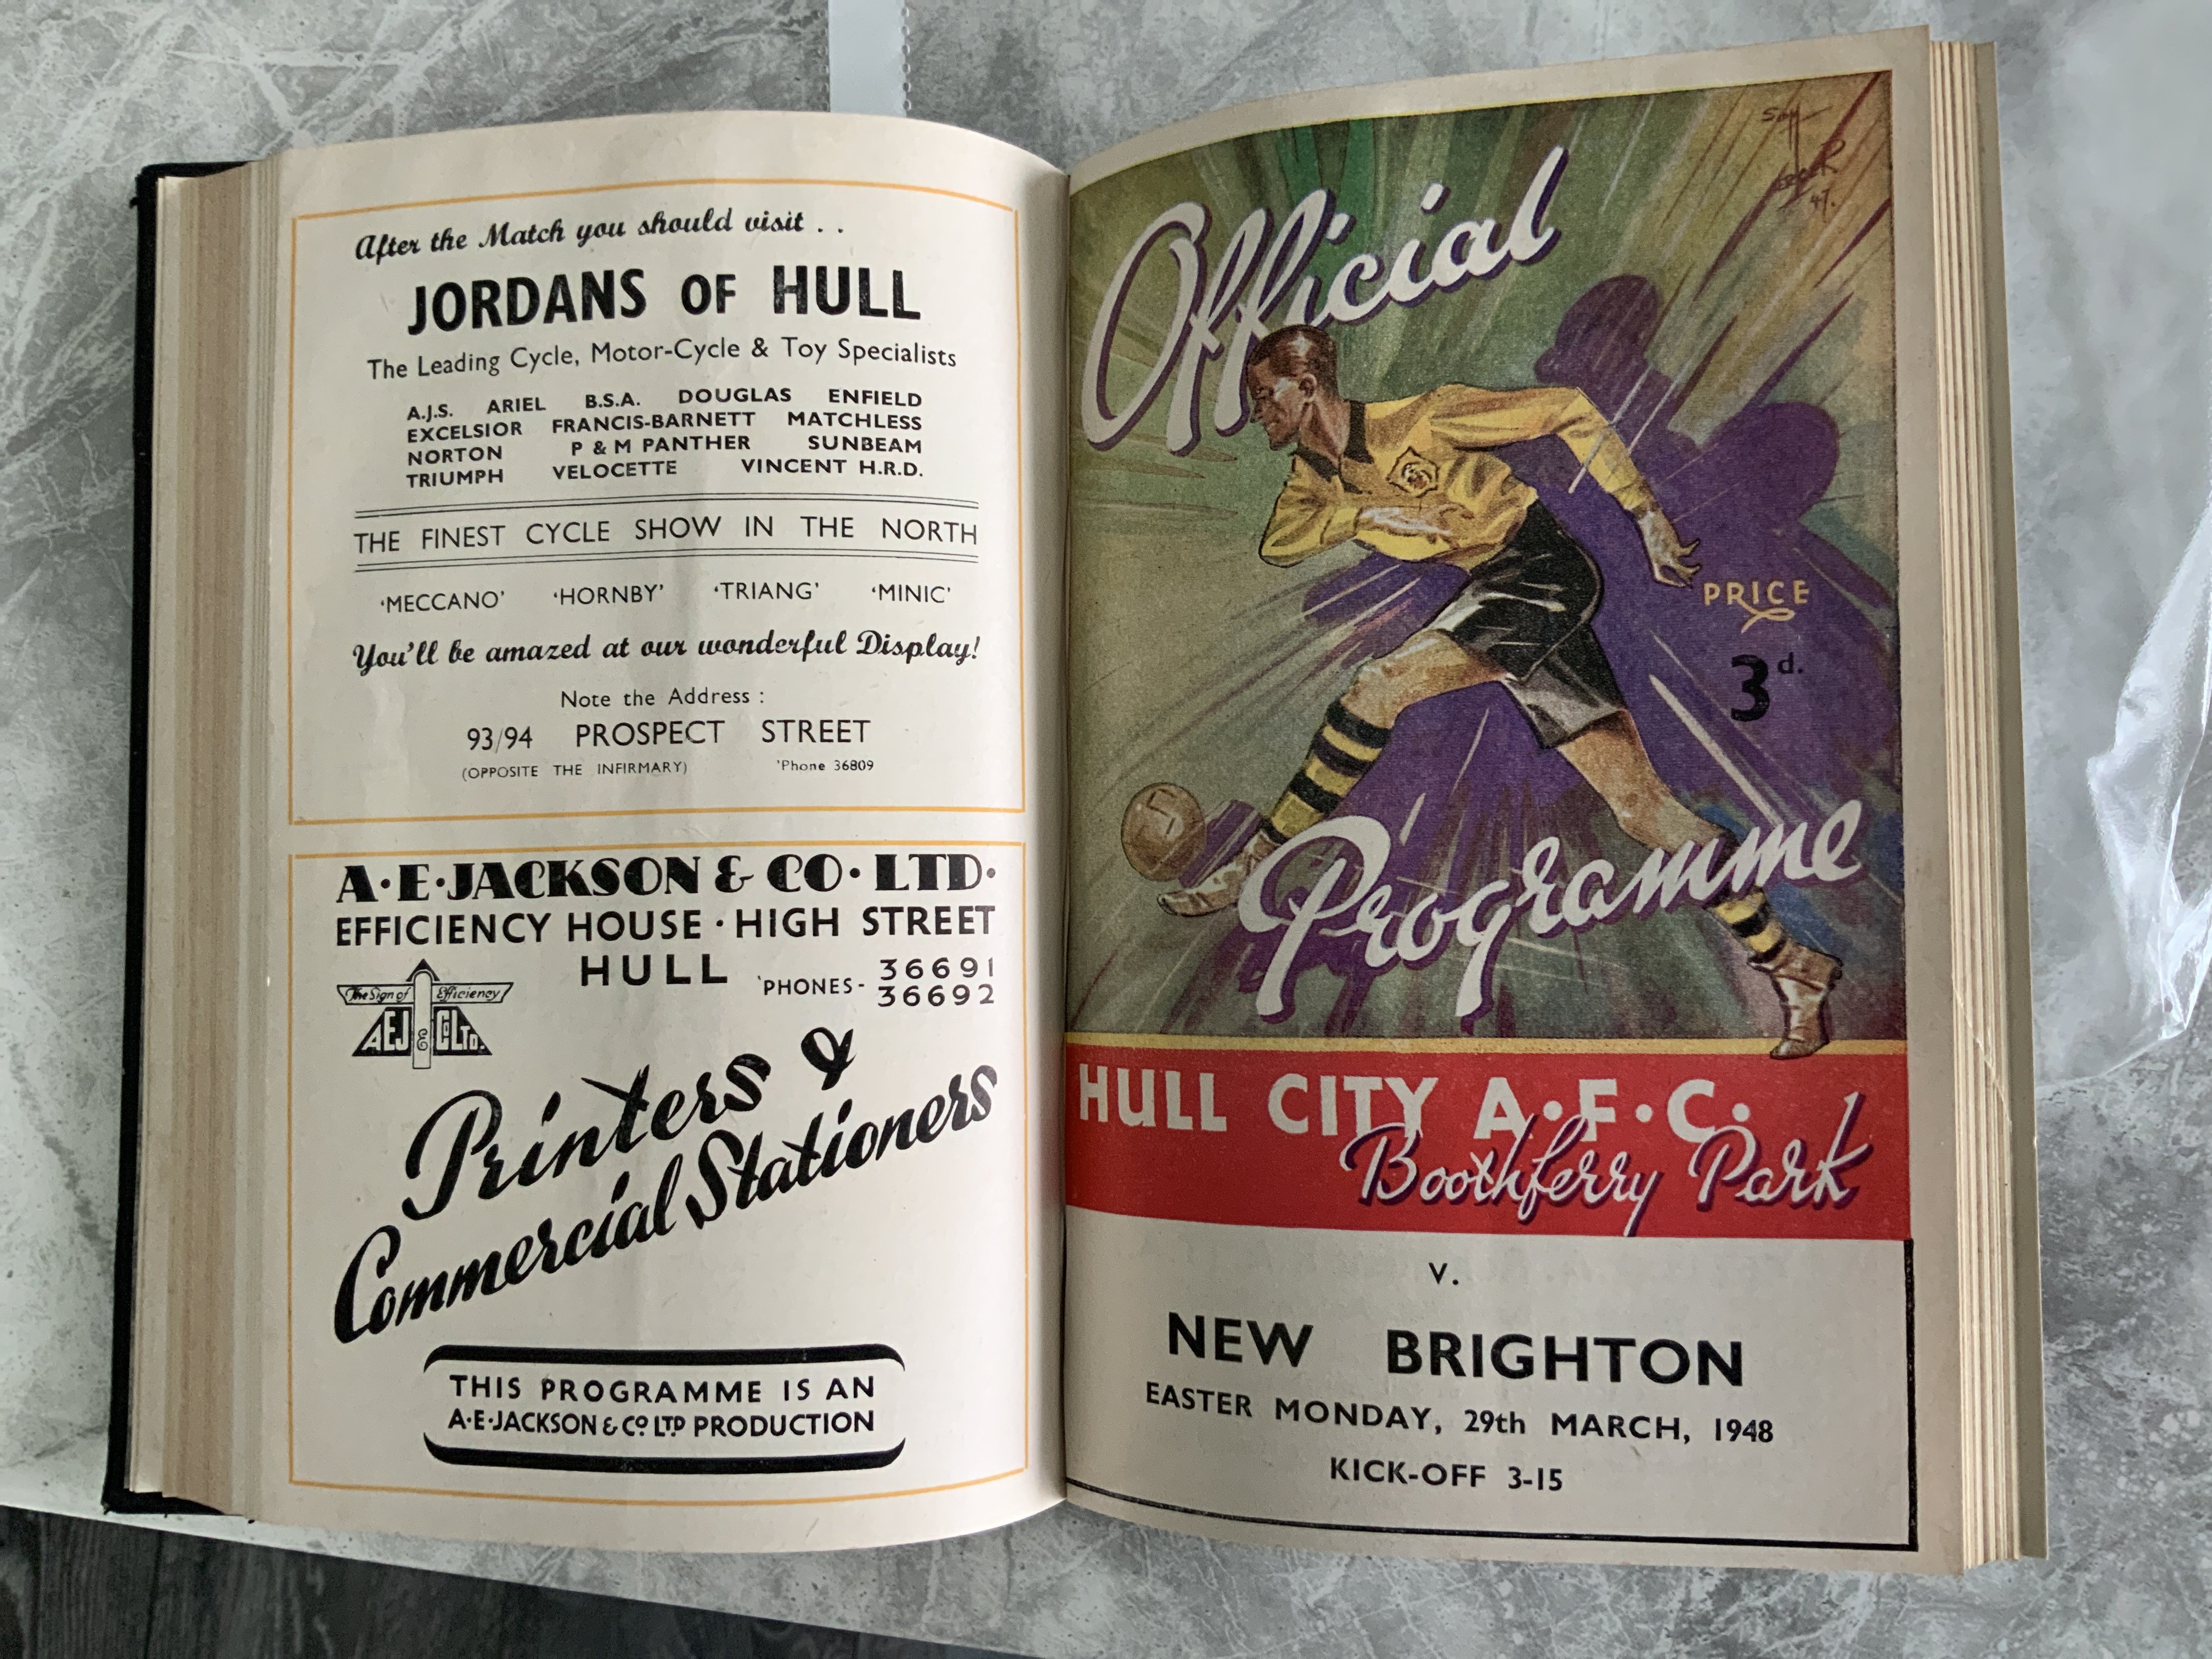 After the Match you should visit . .
JORDANS OF HULL
The Leading Cycle, Motor-Cycle & Toy Specialists
A.J.S. ARIEL B.S.A. DOUGLAS ENFIELD
EXCELSIOR FRANCIS-BARNETT MATCHLESS
NORTON P & M PANTHER SUNBEAM
TRIUMPH VELOCETTE VINCENT H.R.D.
THE FINEST CYCLE SHOW IN THE NORTH
'MECCANO' 'HORNBY' 'TRIANG' 'MINIC'
You'll be amazed at our wonderful Display!
Note the Address :
93/94 PROSPECT STREET
(OPPOSITE THE INFIRMARY) 'Phone 36809
A·E·JACKSON & CO·LTD·
EFFICIENCY HOUSE · HIGH STREET
HULL 'PHONES- 36691
36692
The Sign of Efficiency
AEJ & Co LTD.
Printers &
Commercial Stationers
THIS PROGRAMME IS AN
A·E·JACKSON & Co LTD PRODUCTION
47.
Official
PRICE
3d.
Programme
HULL CITY A·F·C·
Boothferry Park
v.
NEW BRIGHTON
EASTER MONDAY, 29th MARCH, 1948
KICK-OFF 3-15